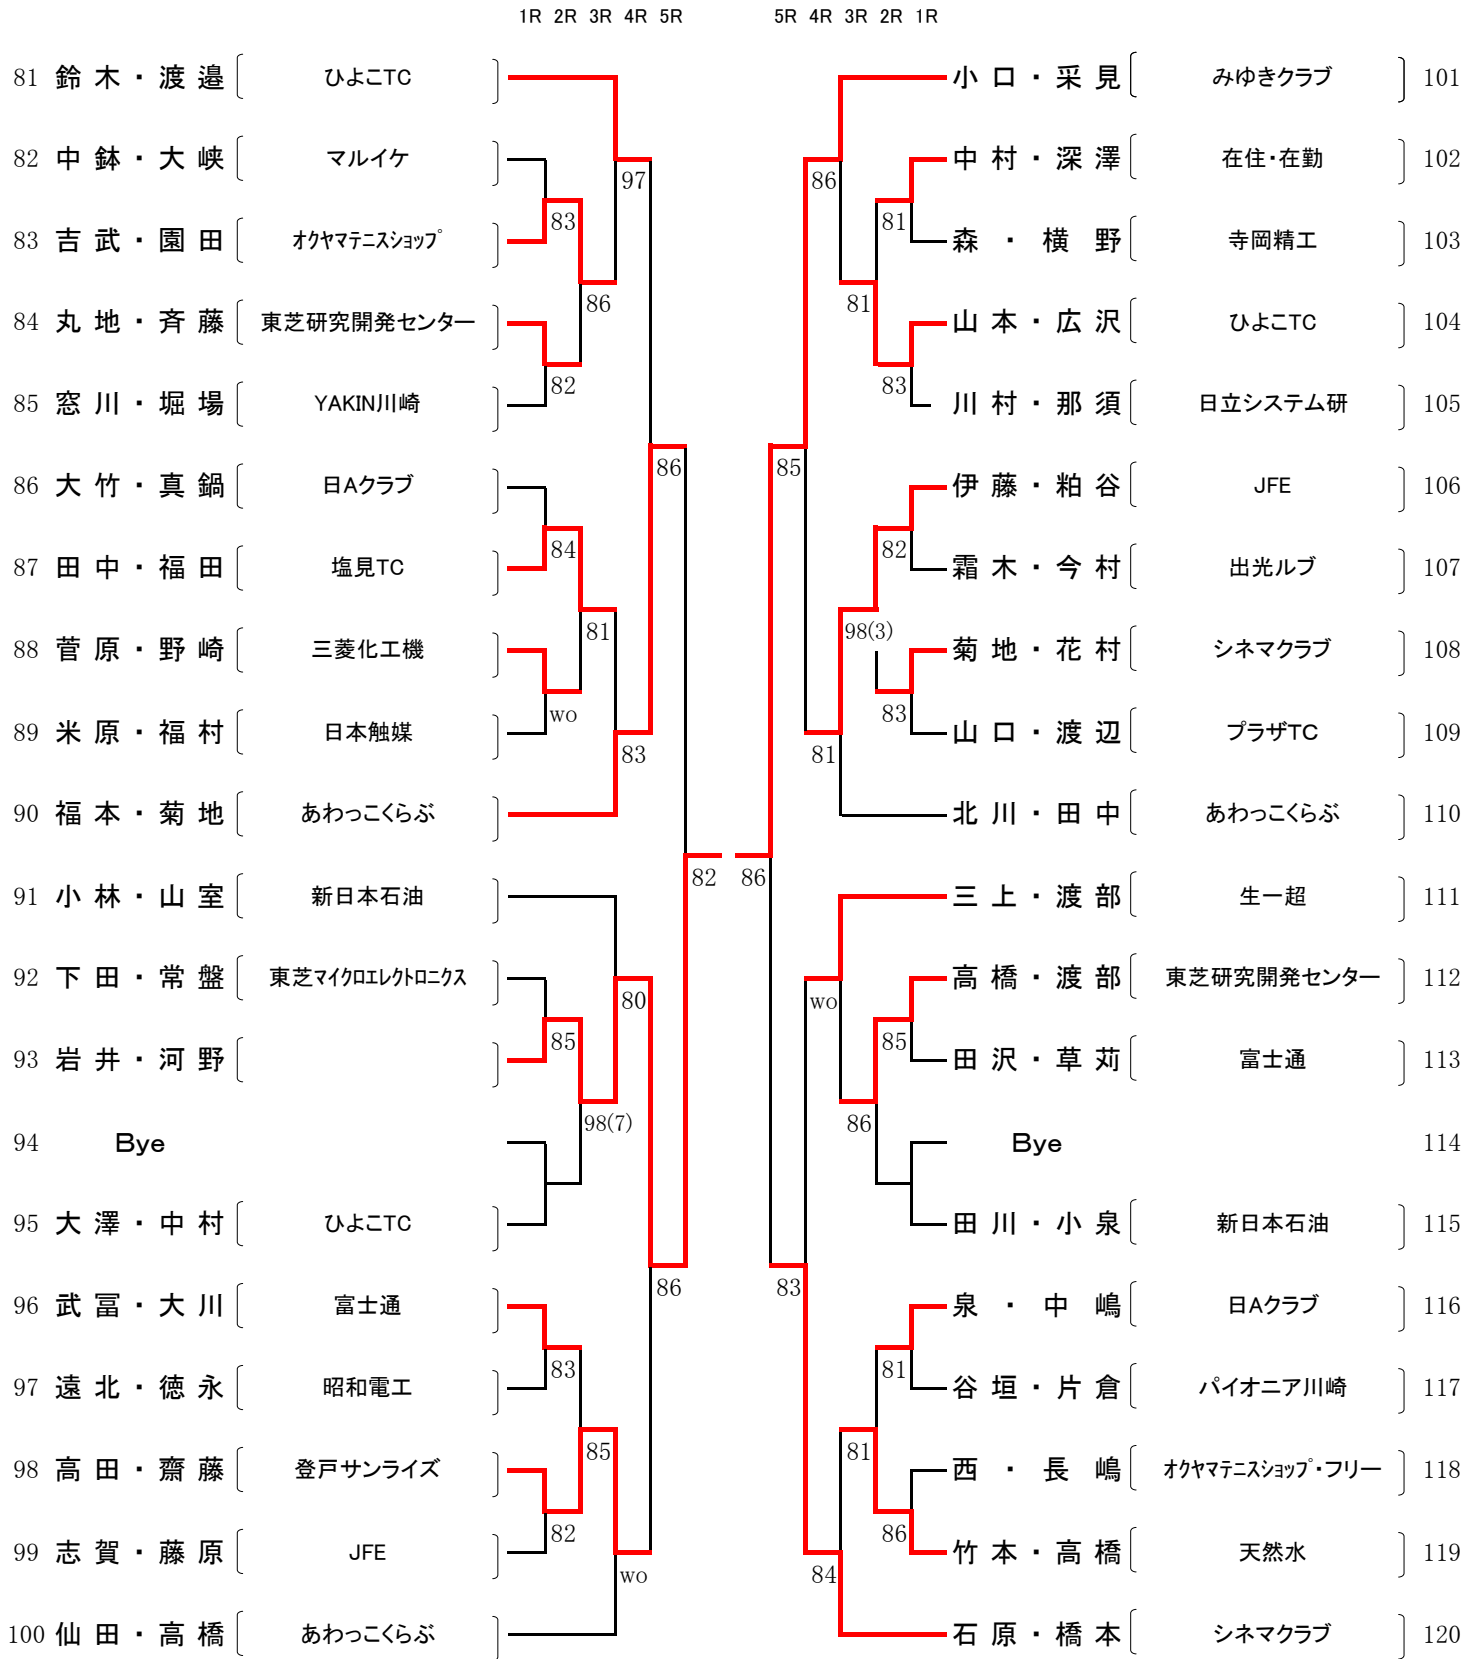 1R 2R 3R 4R 5R 5R 4R 3R 2R 1R
81 鈴木・渡邉 ひよこTC 小口・采見 みゆきクラブ 101
82 中鉢・大峡 マルイケ 97 86 中村・深澤 在住・在勤 102
83 吉武・園田 オクヤマテニスショップ 83 81 森・横野 寺岡精工 103
86 81
84 丸地・斉藤 東芝研究開発センター 山本・広沢 ひよこTC 104
85 窓川・堀場 YAKIN川崎 82 83 川村・那須 日立システム研 105
86 85
86 大竹・真鍋 日Aクラブ 伊藤・粕谷 JFE 106
87 田中・福田 塩見TC 84 82 霜木・今村 出光ルブ 107
81 98(3)
88 菅原・野崎 三菱化工機 菊地・花村 シネマクラブ 108
wo 83
89 米原・福村 日本触媒 83 81 山口・渡辺 プラザTC 109
90 福本・菊地 あわっこくらぶ 北川・田中 あわっこくらぶ 110
82 86
91 小林・山室 新日本石油 三上・渡部 生一超 111
92 下田・常盤 東芝マイクロエレクトロニクス 80 wo 高橋・渡部 東芝研究開発センター 112
93 岩井・河野 85 85 田沢・草苅 富士通 113
98(7) 86
94 Bye Bye 114
95 大澤・中村 ひよこTC 田川・小泉 新日本石油 115
86 83
96 武冨・大川 富士通 泉・中嶋 日Aクラブ 116
83 81
97 遠北・徳永 昭和電工 谷垣・片倉 パイオニア川崎 117
85 81
98 高田・齋藤 登戸サンライズ 西・長嶋 オクヤマテニスショップ・フリー 118
82 86
99 志賀・藤原 JFE wo 84 竹本・高橋 天然水 119
100 仙田・高橋 あわっこくらぶ 石原・橋本 シネマクラブ 120